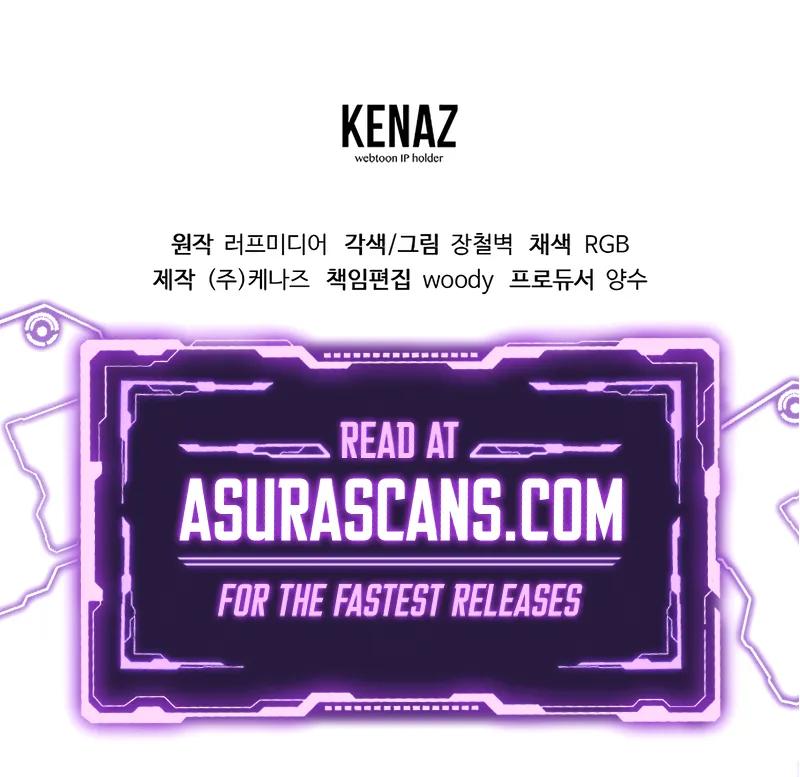 KENAZ
webtoon IP holder
원작 러프미디어 각색/그림 장철벽 채색 RGB
제작 (주)케나즈 책임편집 woody 프로듀서 양수
READ AT
ASURASCANS.COM
FOR THE FASTEST RELEASES